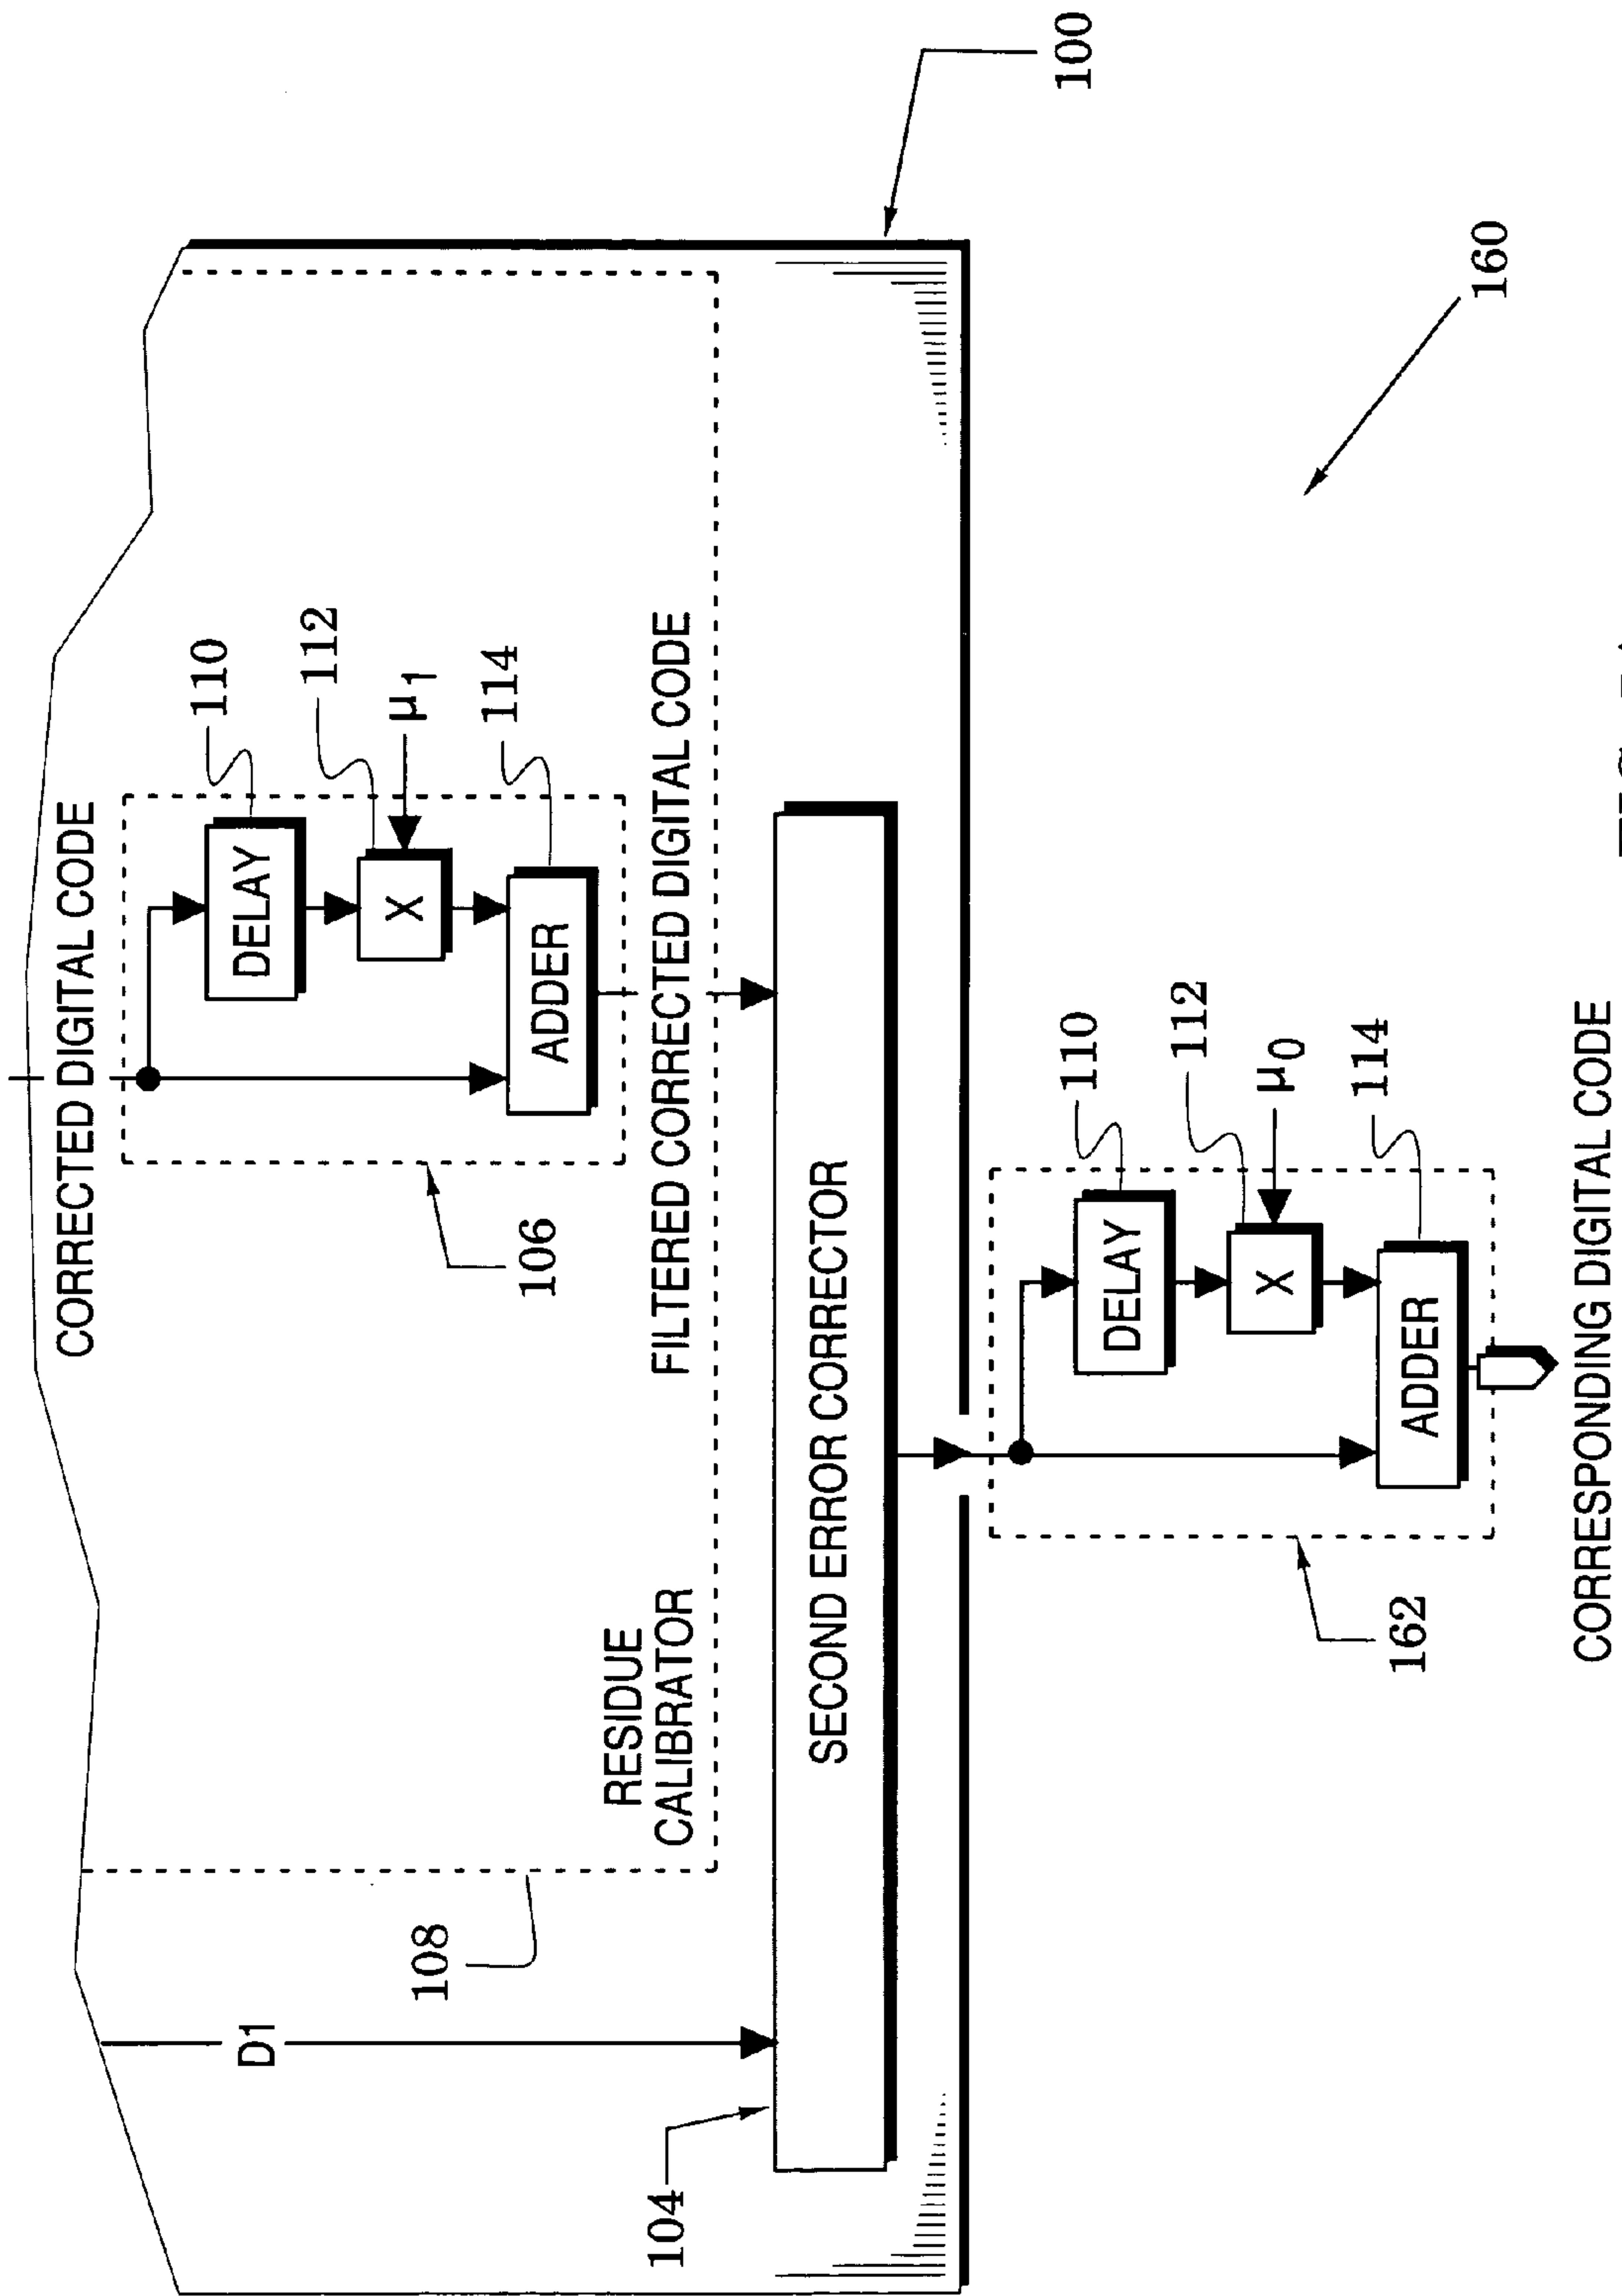 CORRECTED DIGITAL CODE
110
DELAY
112
X
μ1
114
ADDER
106
FILTERED CORRECTED DIGITAL CODE
RESIDUE
CALIBRATOR
108
D1
104
SECOND ERROR CORRECTOR
100
110
DELAY
112
X
μ0
114
ADDER
162
160
CORRESPONDING DIGITAL CODE